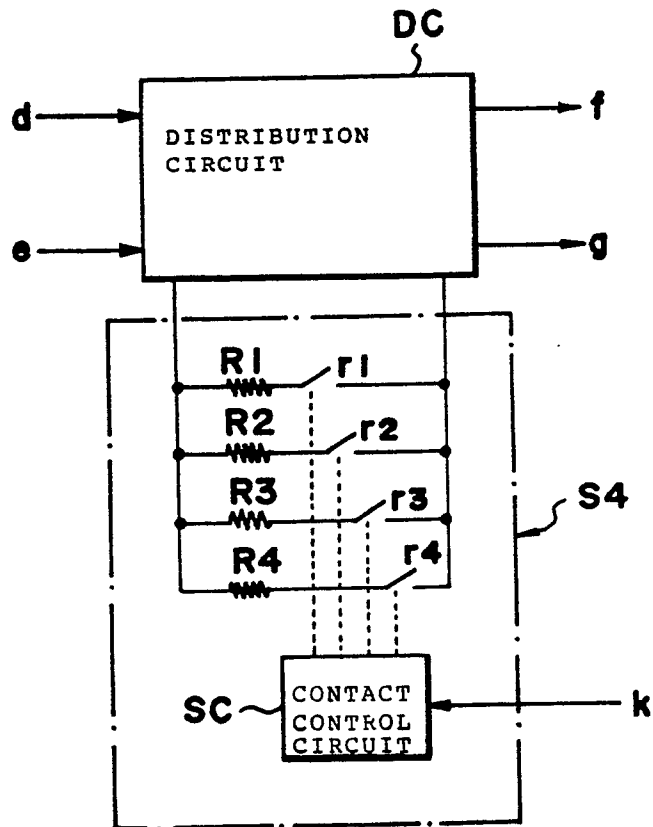 DC
d
f
DISTRIBUTION
CIRCUIT
e
g
R1
r1
R2
r2
R3
r3
S4
R4
r4
SC
CONTACT
CONTROL
CIRCUIT
k